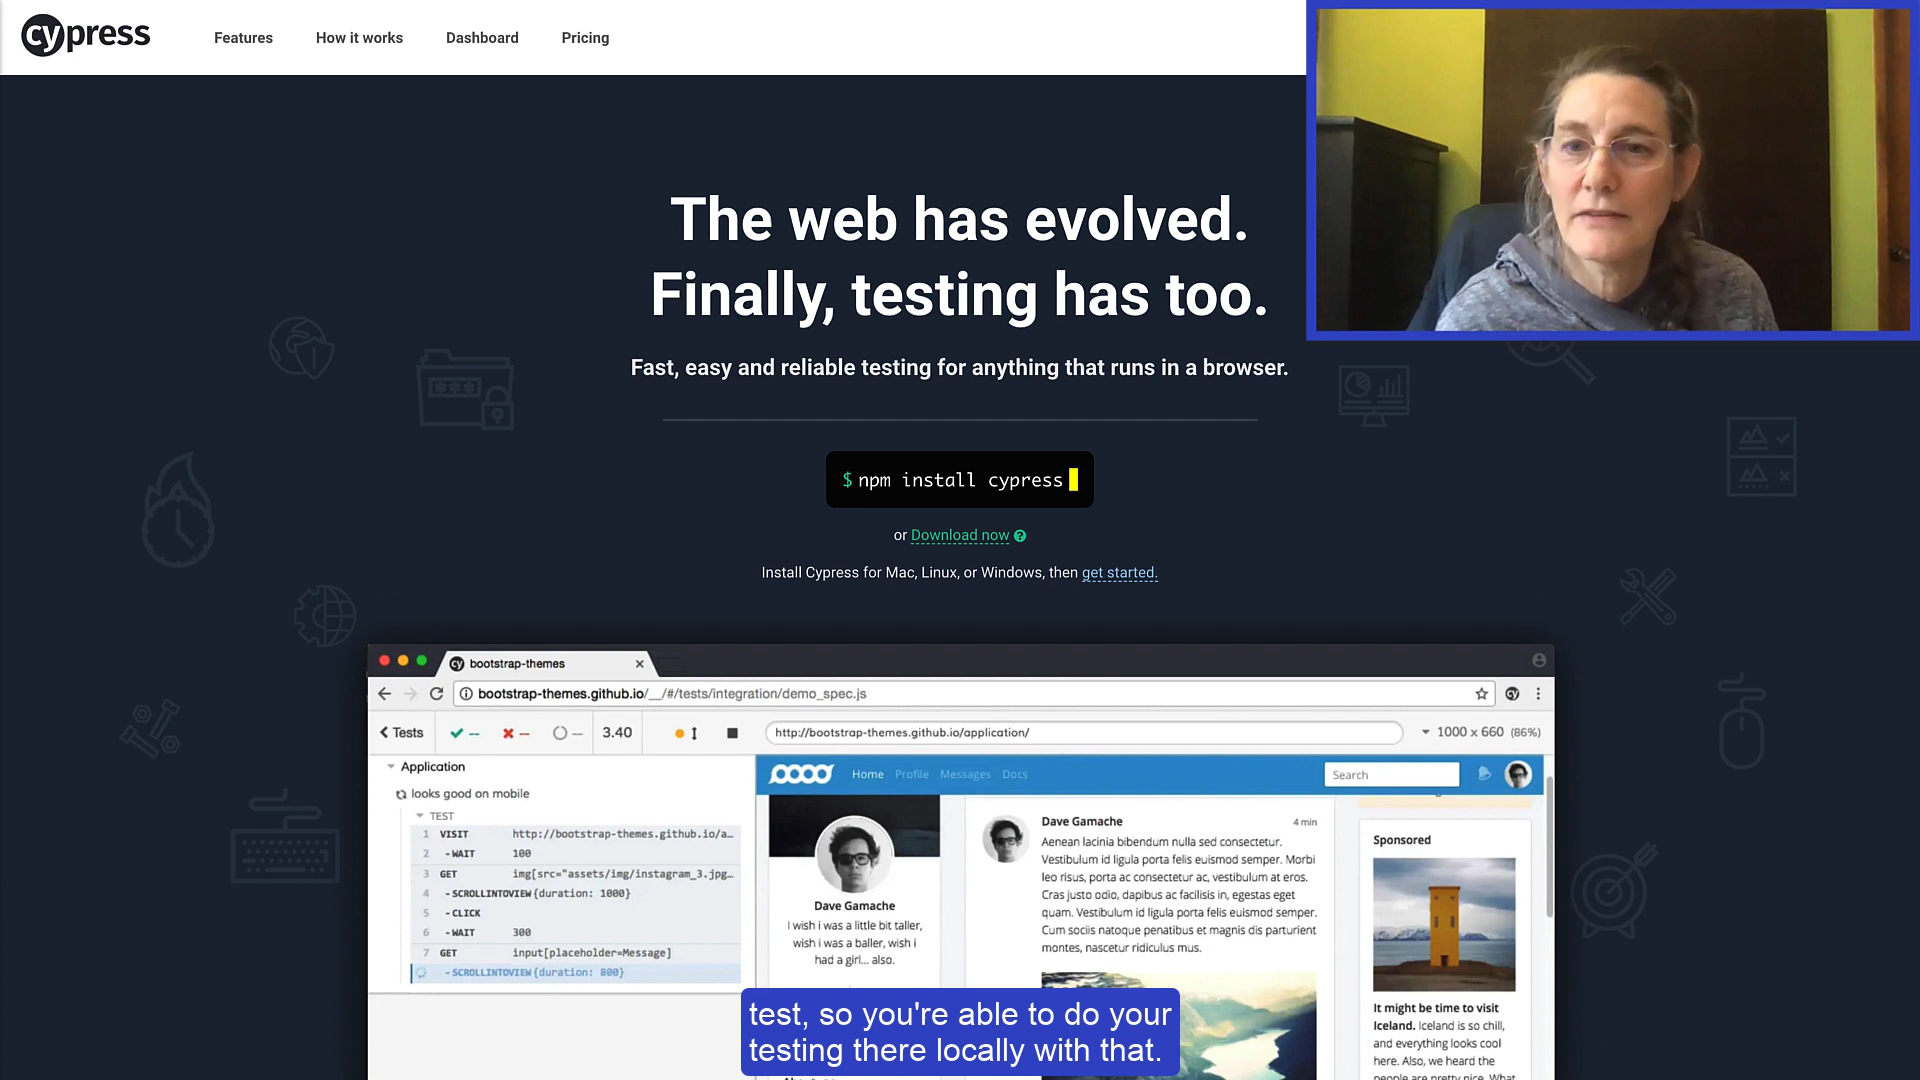 cypress
Features
How it works
Dashboard
Pricing
The web has evolved.
Finally, testing has too.
Fast, easy and reliable testing for anything that runs in a browser.
$ npm install cypress
or Download now
Install Cypress for Mac, Linux, or Windows, then get started.
cy bootstrap-themes
bootstrap-themes.github.io/__/#/tests/integration/demo_spec.js
Tests
--
--
--
3.40
http://bootstrap-themes.github.io/application/
1000 x 660 (86%)
Application
looks good on mobile
TEST
1 VISIT http://bootstrap-themes.github.io/a...
2 -WAIT 100
3 GET img[src="assets/img/instagram_3.jpg...
4 -SCROLLINTOVIEW {duration: 1000}
5 -CLICK
6 -WAIT 300
7 GET input[placeholder=Message]
-SCROLLINTOVIEW {duration: 800}
Home
Profile
Messages
Docs
Search
Dave Gamache
I wish i was a little bit taller,
wish i was a baller, wish i
had a girl... also.
Dave Gamache
4 min
Aenean lacinia bibendum nulla sed consectetur.
Vestibulum id ligula porta felis euismod semper. Morbi
leo risus, porta ac consectetur ac, vestibulum at eros.
Cras justo odio, dapibus ac facilisis in, egestas eget
quam. Vestibulum id ligula porta felis euismod semper.
Cum sociis natoque penatibus et magnis dis parturient
montes, nascetur ridiculus mus.
Sponsored
It might be time to visit
Iceland. Iceland is so chill,
and everything looks cool
here. Also, we heard the
people are pretty nice. What
test, so you're able to do your
testing there locally with that.